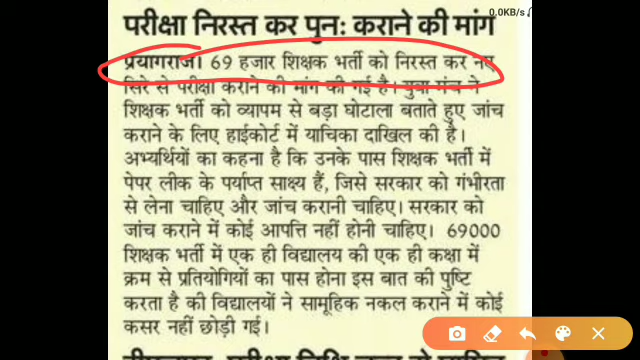 0.0KB/s
परीक्षा निरस्त कर पुन: कराने की मांग
प्रयागराज। 69 हजार शिक्षक भर्ती को निरस्त कर नए
सिरे से परीक्षा कराने की मांग की गई है। युवा मंच ने
शिक्षक भर्ती को व्यापम से बड़ा घोटाला बताते हुए जांच
कराने के लिए हाईकोर्ट में याचिका दाखिल की है।
अभ्यर्थियों का कहना है कि उनके पास शिक्षक भर्ती में
पेपर लीक के पर्याप्त साक्ष्य हैं, जिसे सरकार को गंभीरता
से लेना चाहिए और जांच करानी चाहिए। सरकार को
जांच कराने में कोई आपत्ति नहीं होनी चाहिए। 69000
शिक्षक भर्ती में एक ही विद्यालय की एक ही कक्षा में
क्रम से प्रतियोगियों का पास होना इस बात की पुष्टि
करता है की विद्यालयों ने सामूहिक नकल कराने में कोई
कसर नहीं छोड़ी गई।